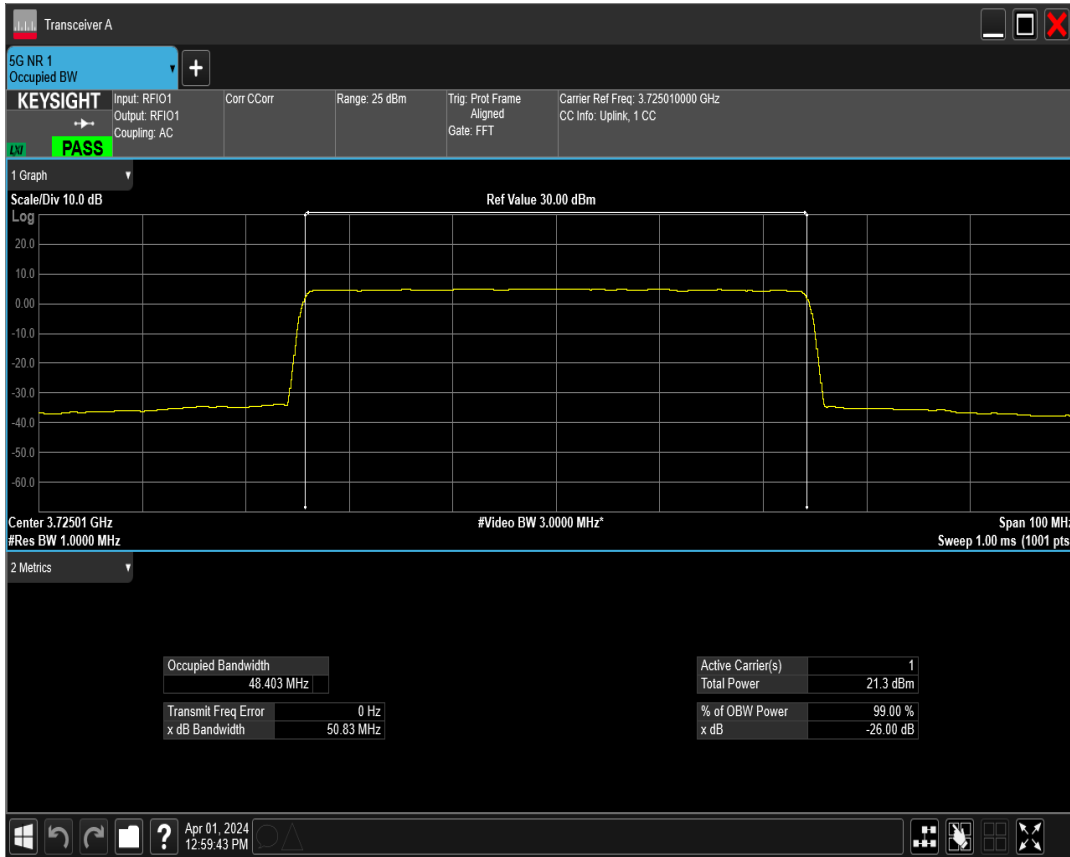 Transceiver A
5G NR 1
Occupied BW
KEYSIGHT
LXI
PASS
Input: RFIO1
Output: RFIO1
Coupling: AC
Corr CCorr
Range: 25 dBm
Trig: Prot Frame
Aligned
Gate: FFT
Carrier Ref Freq: 3.725010000 GHz
CC Info: Uplink, 1 CC
1 Graph
Scale/Div 10.0 dB
Ref Value 30.00 dBm
Log
20.0
10.0
0.00
-10.0
-20.0
-30.0
-40.0
-50.0
-60.0
Center 3.72501 GHz
#Video BW 3.0000 MHz*
Span 100 MHz
#Res BW 1.0000 MHz
Sweep 1.00 ms (1001 pts
2 Metrics
Occupied Bandwidth
48.403 MHz
Transmit Freq Error 0 Hz
x dB Bandwidth 50.83 MHz
Active Carrier(s) 1
Total Power 21.3 dBm
% of OBW Power 99.00 %
x dB -26.00 dB
?
Apr 01, 2024
12:59:43 PM